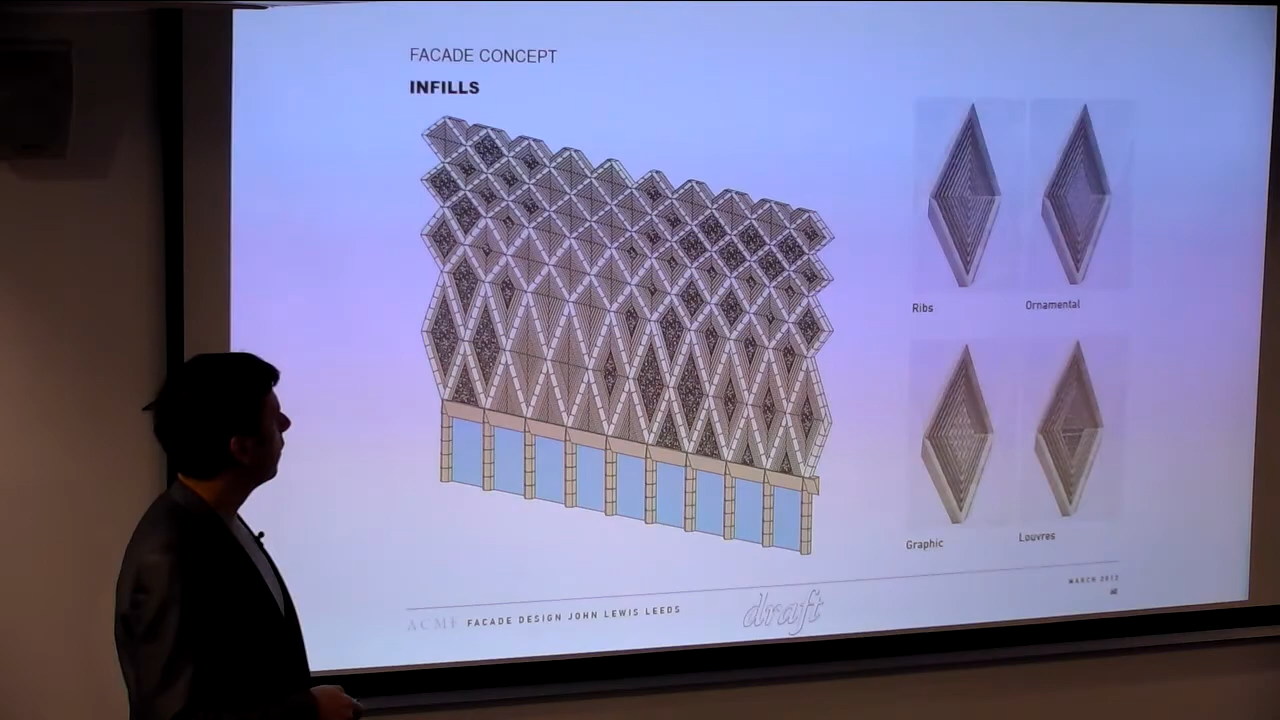 FACADE CONCEPT
INFILLS
Ribs
Ornamental
Graphic
Louvres
MARCH 2012
ACME FACADE DESIGN JOHN LEWIS LEEDS
draft